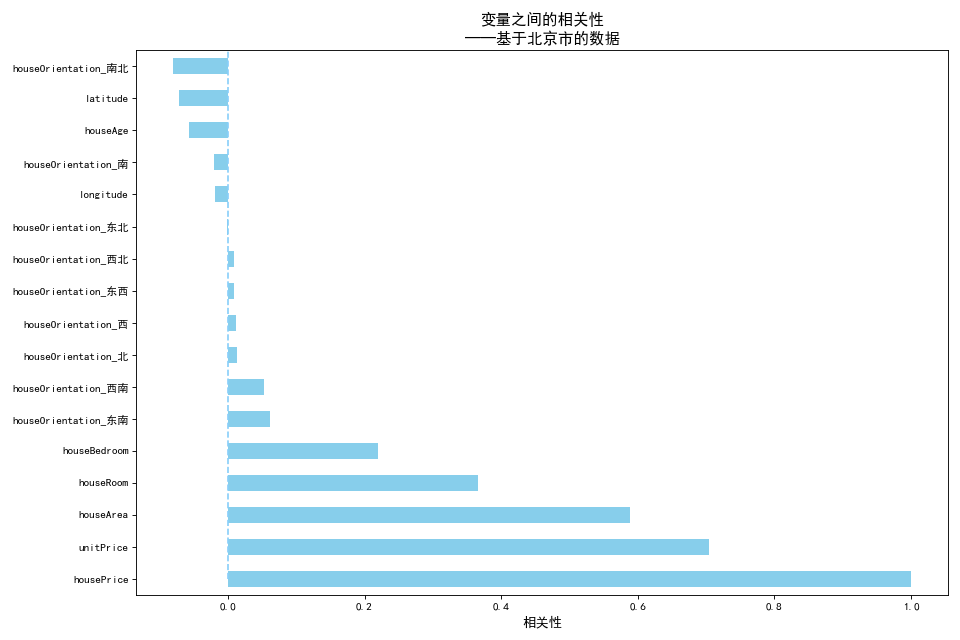 变量之间的相关性
——基于北京市的数据
houseOrientation_南北
latitude
houseAge
houseOrientation_南
longitude
houseOrientation_东北
houseOrientation_西北
houseOrientation_东西
houseOrientation_西
houseOrientation_北
houseOrientation_西南
houseOrientation_东南
houseBedroom
houseRoom
houseArea
unitPrice
housePrice
0.0 0.2 0.4 0.6 0.8 1.0
相关性